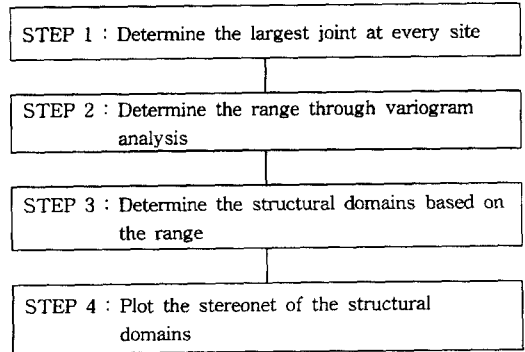 STEP 1 : Determine the largest joint at every site
STEP 2 : Determine the range through variogram
analysis
STEP 3 : Determine the structural domains based on
the range
STEP 4 : Plot the stereonet of the structural
domains